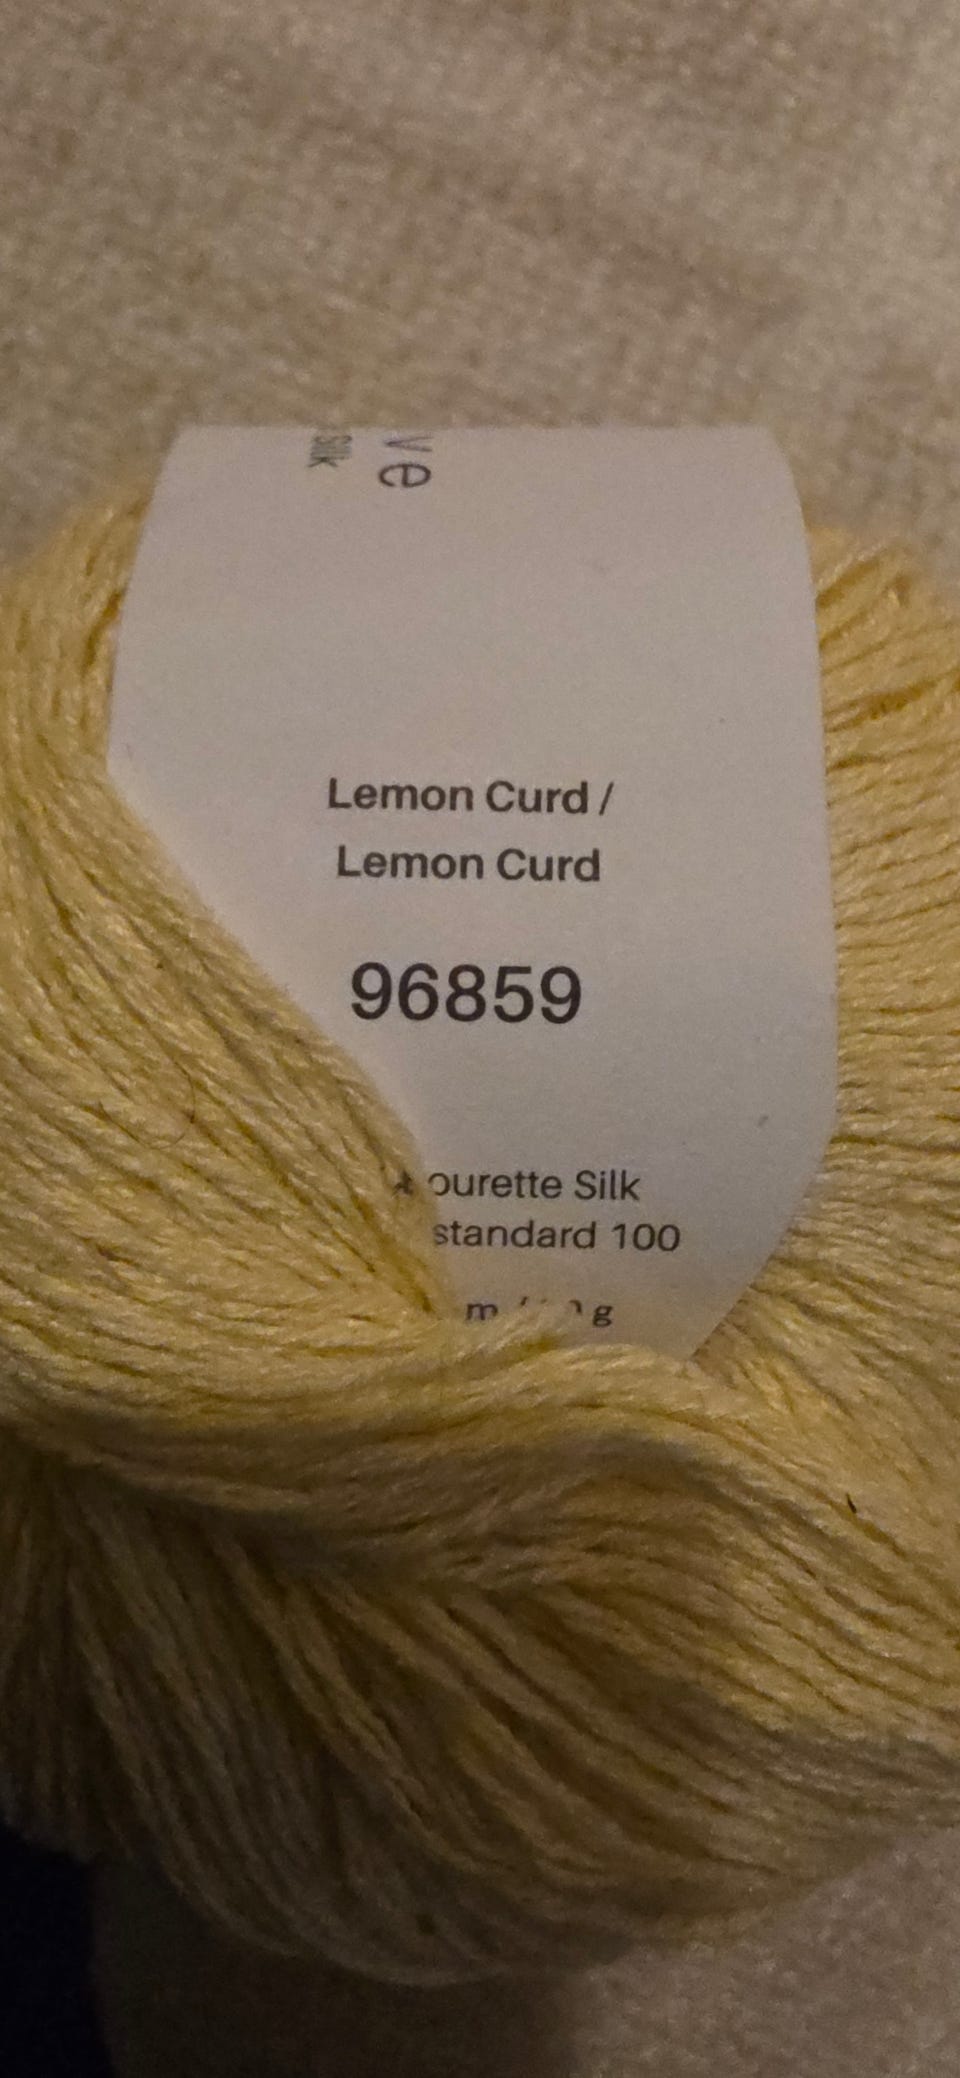 ve
Silk
Lemon Curd /
Lemon Curd
96859
ourette Silk
standard 100
m / g